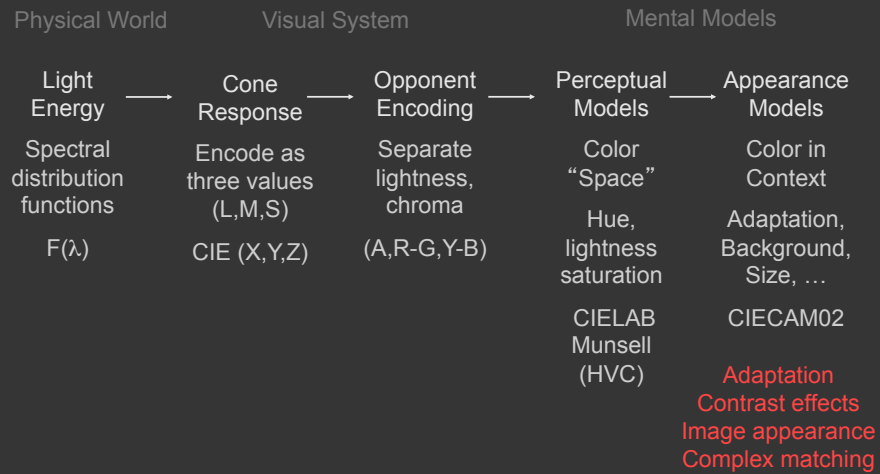 Physical World
Visual System
Mental Models
Light
Energy
Spectral
distribution
functions
F(λ)
Cone
Response
Encode as
three values
(L,M,S)
CIE (X,Y,Z)
Opponent
Encoding
Separate
lightness,
chroma
(A,R-G,Y-B)
Perceptual
Models
Color
“Space”
Hue,
lightness
saturation
CIELAB
Munsell
(HVC)
Appearance
Models
Color in
Context
Adaptation,
Background,
Size, …
CIECAM02
Adaptation
Contrast effects
Image appearance
Complex matching